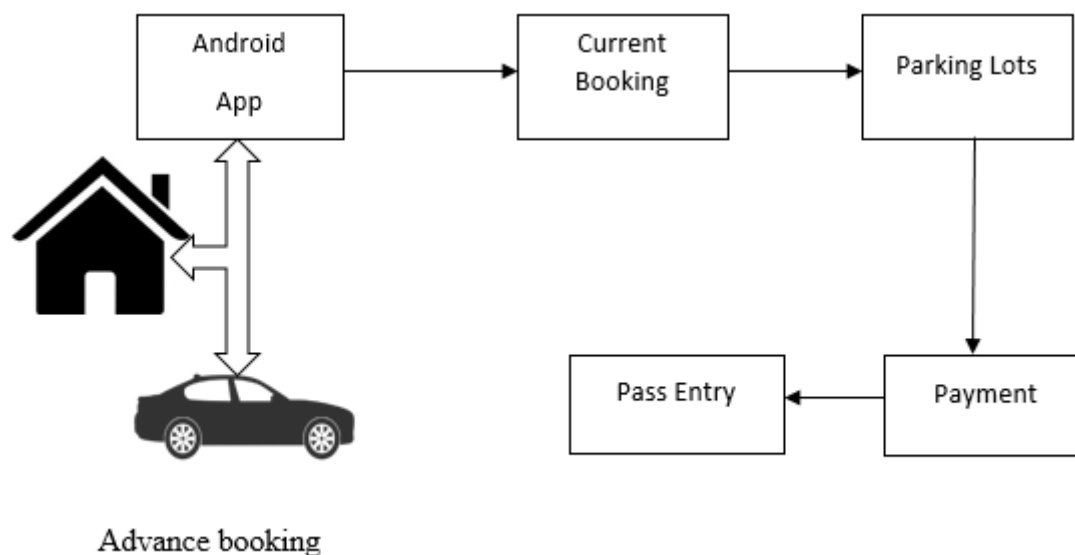 Android
App
Current
Booking
Parking Lots
Pass Entry
Payment
Advance booking